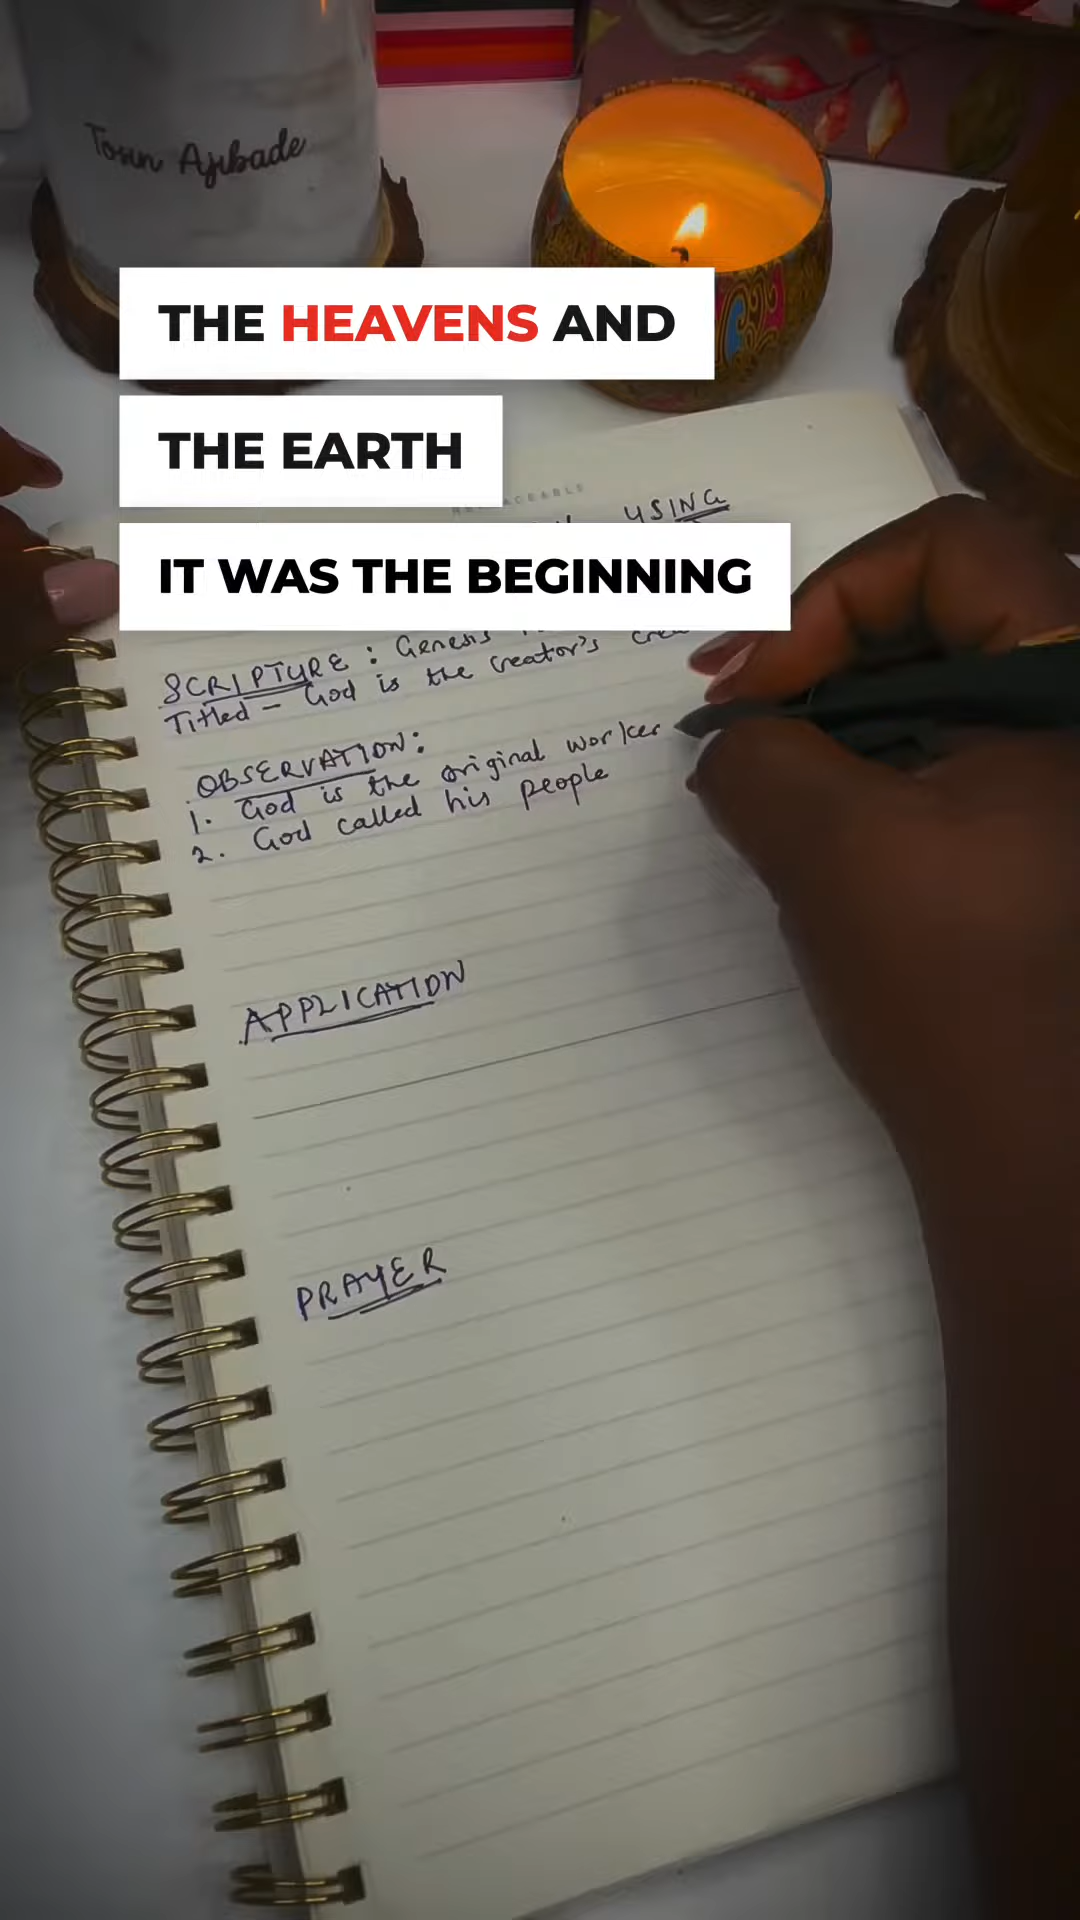 Tosin Ajibade
THE HEAVENS AND
THE EARTH
IT WAS THE BEGINNING
USING
SCRIPTURE : Genesis
Titled - God is the Creator's
OBSERVATION:
1. God is the original worker
2. God called his people
APPLICATION
PRAYER